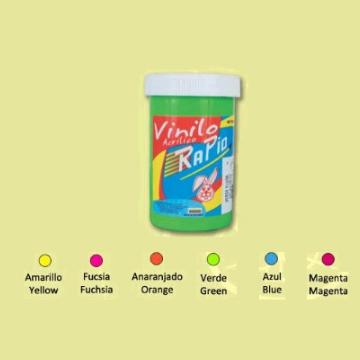 Vinilo
Acrílico
RaPid
Amarillo Fucsia Anaranjado Verde Azul Magenta
Yellow Fuchsia Orange Green Blue Magenta